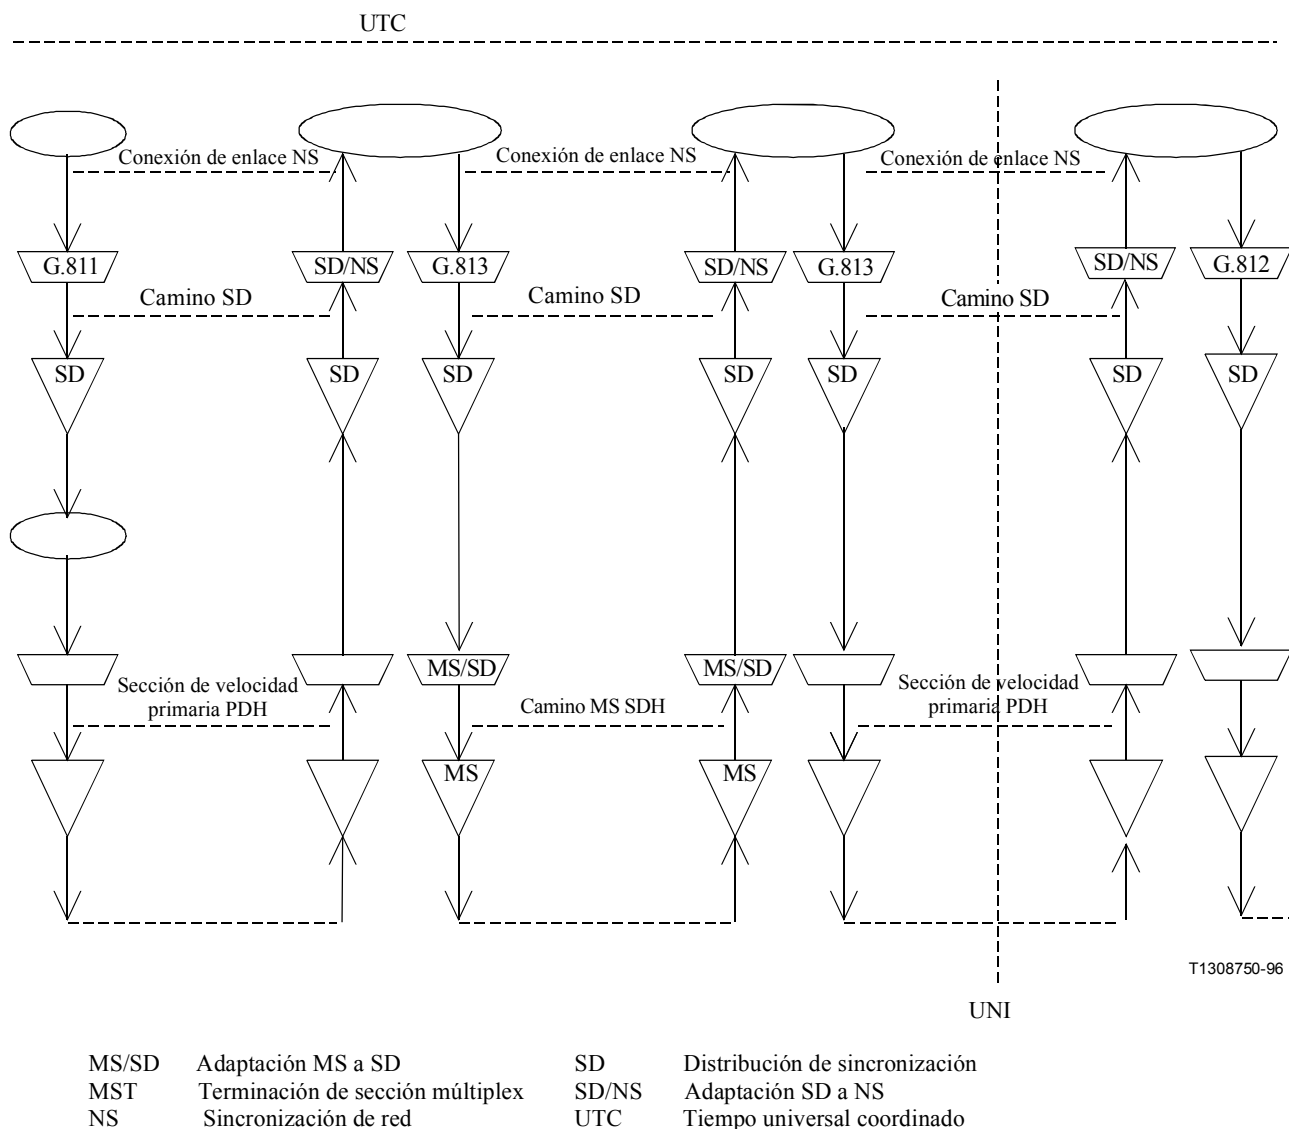 UTC
Conexión de enlace NS
Conexión de enlace NS
Conexión de enlace NS
G.811
SD/NS
G.813
SD/NS
G.813
SD/NS
G.812
Camino SD
Camino SD
Camino SD
SD
SD
SD
SD
SD
SD
SD
MS/SD
MS/SD
Sección de velocidad
primaria PDH
Camino MS SDH
Sección de velocidad
primaria PDH
MS
MS
T1308750-96
UNI
MS/SD Adaptación MS a SD SD Distribución de sincronización
MST Terminación de sección múltiplex SD/NS Adaptación SD a NS
NS Sincronización de red UTC Tiempo universal coordinado